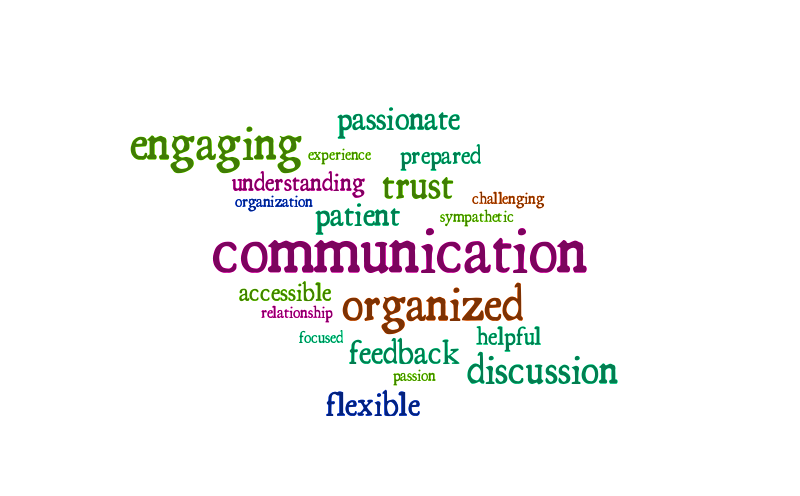 passionate
engaging
experience
prepared
understanding
trust
organization
challenging
patient
sympathetic
communication
accessible
organized
relationship
focused
helpful
feedback
discussion
passion
flexible